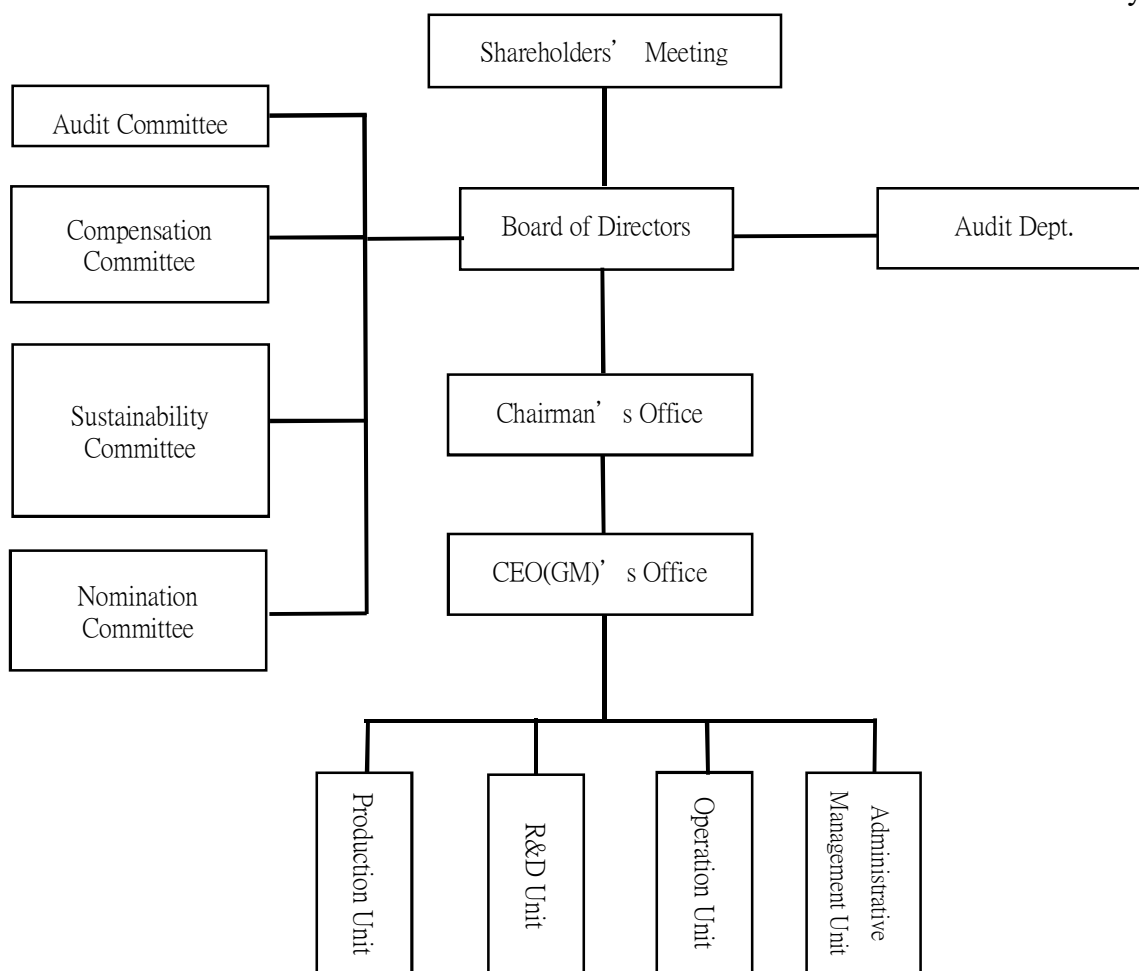 y
Shareholders’ Meeting
Audit Committee
Compensation
Committee
Board of Directors
Audit Dept.
Sustainability
Committee
Chairman’ s Office
CEO(GM)’ s Office
Nomination
Committee
Production Unit
R&D Unit
Operation Unit
Administrative
Management Unit